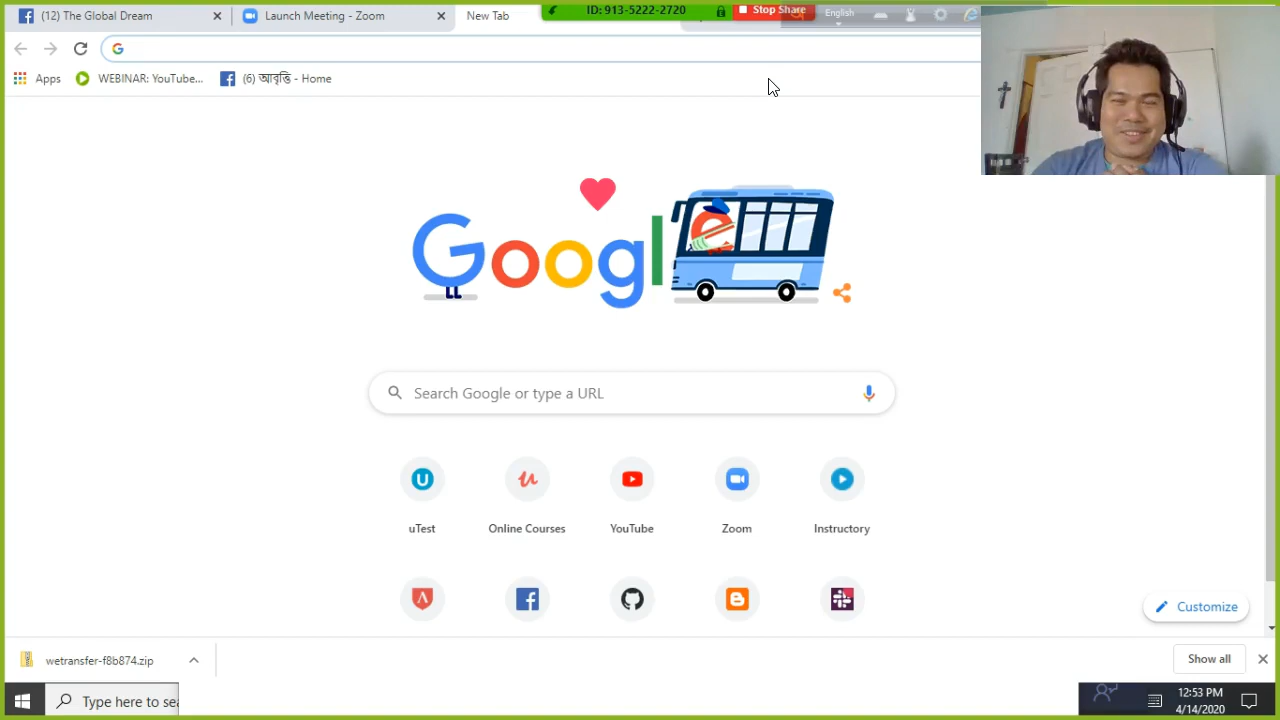 (12) The Global Dream
Launch Meeting - Zoom
New Tab
ID: 913-5222-2720
Stop Share
English
Apps
WEBINAR: YouTube...
(6) আবৃত্তি - Home
Google
Search Google or type a URL
uTest
Online Courses
YouTube
Zoom
Instructory
Customize
wetransfer-f8b874.zip
Show all
Type here to sea
12:53 PM
4/14/2020